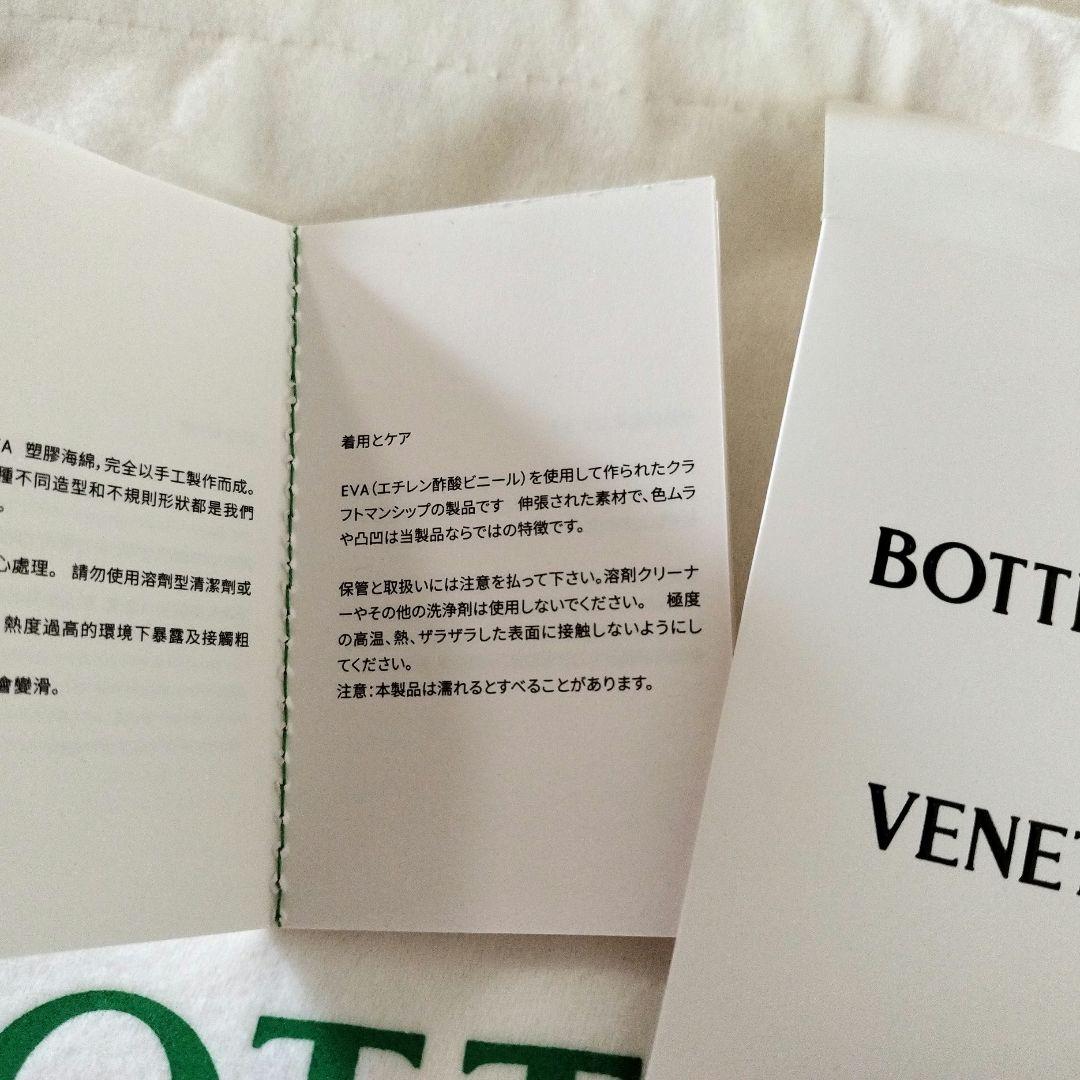 A 塑膠海綿，完全以手工製作而成。
種不同造型和不規則形狀都是我們
。
心處理。 請勿使用溶劑型清潔劑或
熱度過高的環境下暴露及接觸粗
會變滑。
着用とケア
EVA（エチレン酢酸ビニール）を使用して作られたクラ
フトマンシップの製品です　伸張された素材で、色ムラ
や凸凹は当製品ならではの特徴です。
保管と取扱いには注意を払って下さい。溶剤クリーナ
ーやその他の洗浄剤は使用しないでください。　極度
の高温、熱、ザラザラした表面に接触しないようにし
てください。
注意：本製品は濡れるとすべることがあります。
BOTT
VENET
OTT